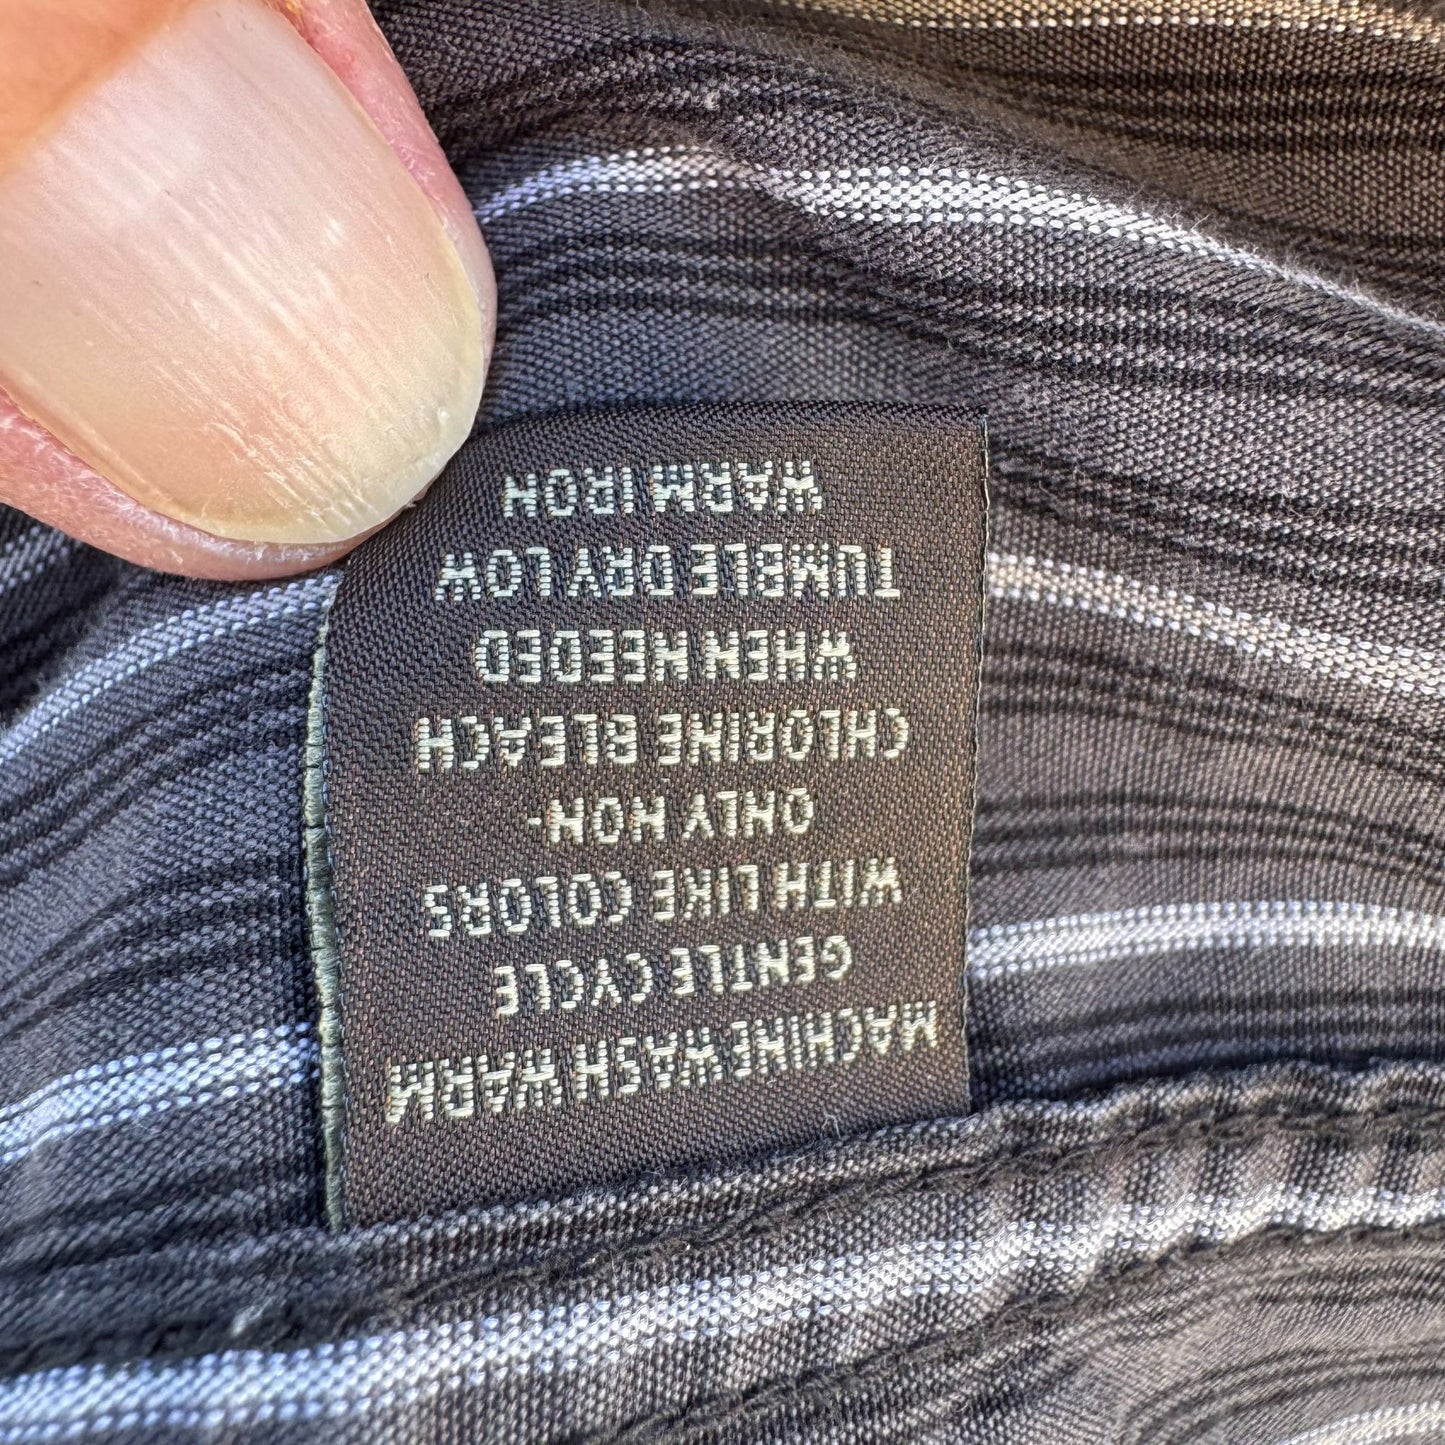 MACHINE WASH WARM
GENTLE CYCLE
WITH LIKE COLORS
ONLY NON-
CHLORINE BLEACH
WHEN NEEDED
TUMBLE DRY LOW
WARM IRON